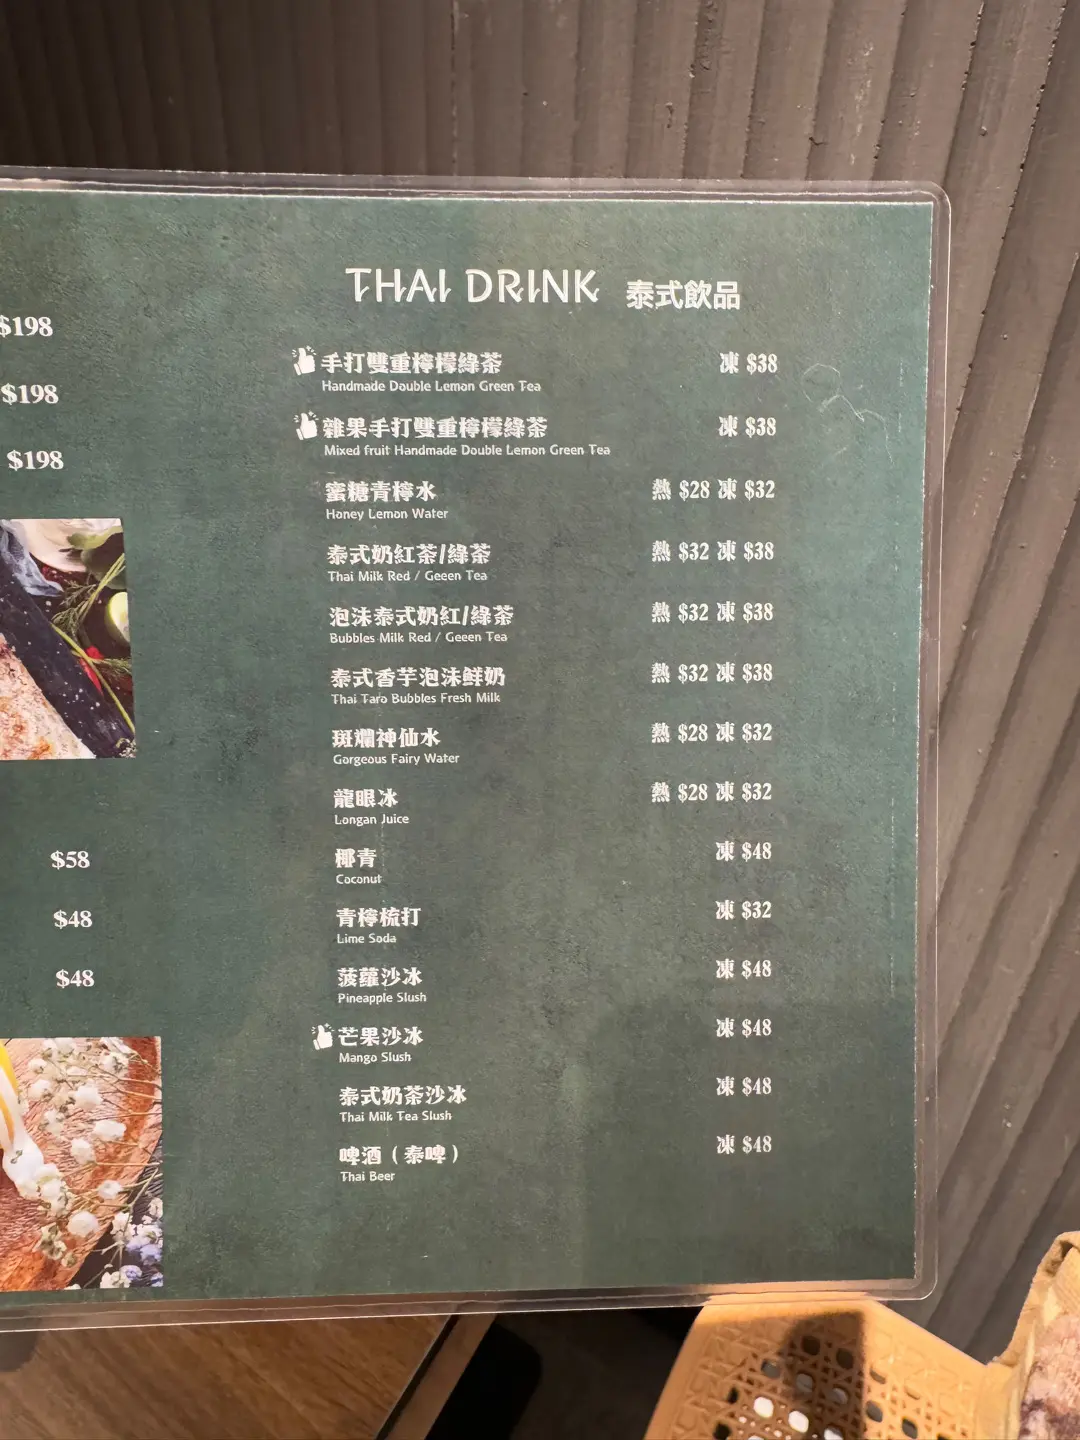 THAI DRINK 泰式飲品
$198
$198
$198
$58
$48
$48
手打雙重檸檬綠茶 凍 $38
Handmade Double Lemon Green Tea
雜果手打雙重檸檬綠茶 凍 $38
Mixed fruit Handmade Double Lemon Green Tea
蜜糖青檸水 熱 $28 凍 $32
Honey Lemon Water
泰式奶紅茶/綠茶 熱 $32 凍 $38
Thai Milk Red / Geeen Tea
泡沫泰式奶紅/綠茶 熱 $32 凍 $38
Bubbles Milk Red / Geeen Tea
泰式香芋泡沫鮮奶 熱 $32 凍 $38
Thai Taro Bubbles Fresh Milk
斑斕神仙水 熱 $28 凍 $32
Gorgeous Fairy Water
龍眼冰 熱 $28 凍 $32
Longan Juice
椰青 凍 $48
Coconut
青檸梳打 凍 $32
Lime Soda
菠蘿沙冰 凍 $48
Pineapple Slush
芒果沙冰 凍 $48
Mango Slush
泰式奶茶沙冰 凍 $48
Thai Milk Tea Slush
啤酒（泰啤） 凍 $48
Thai Beer